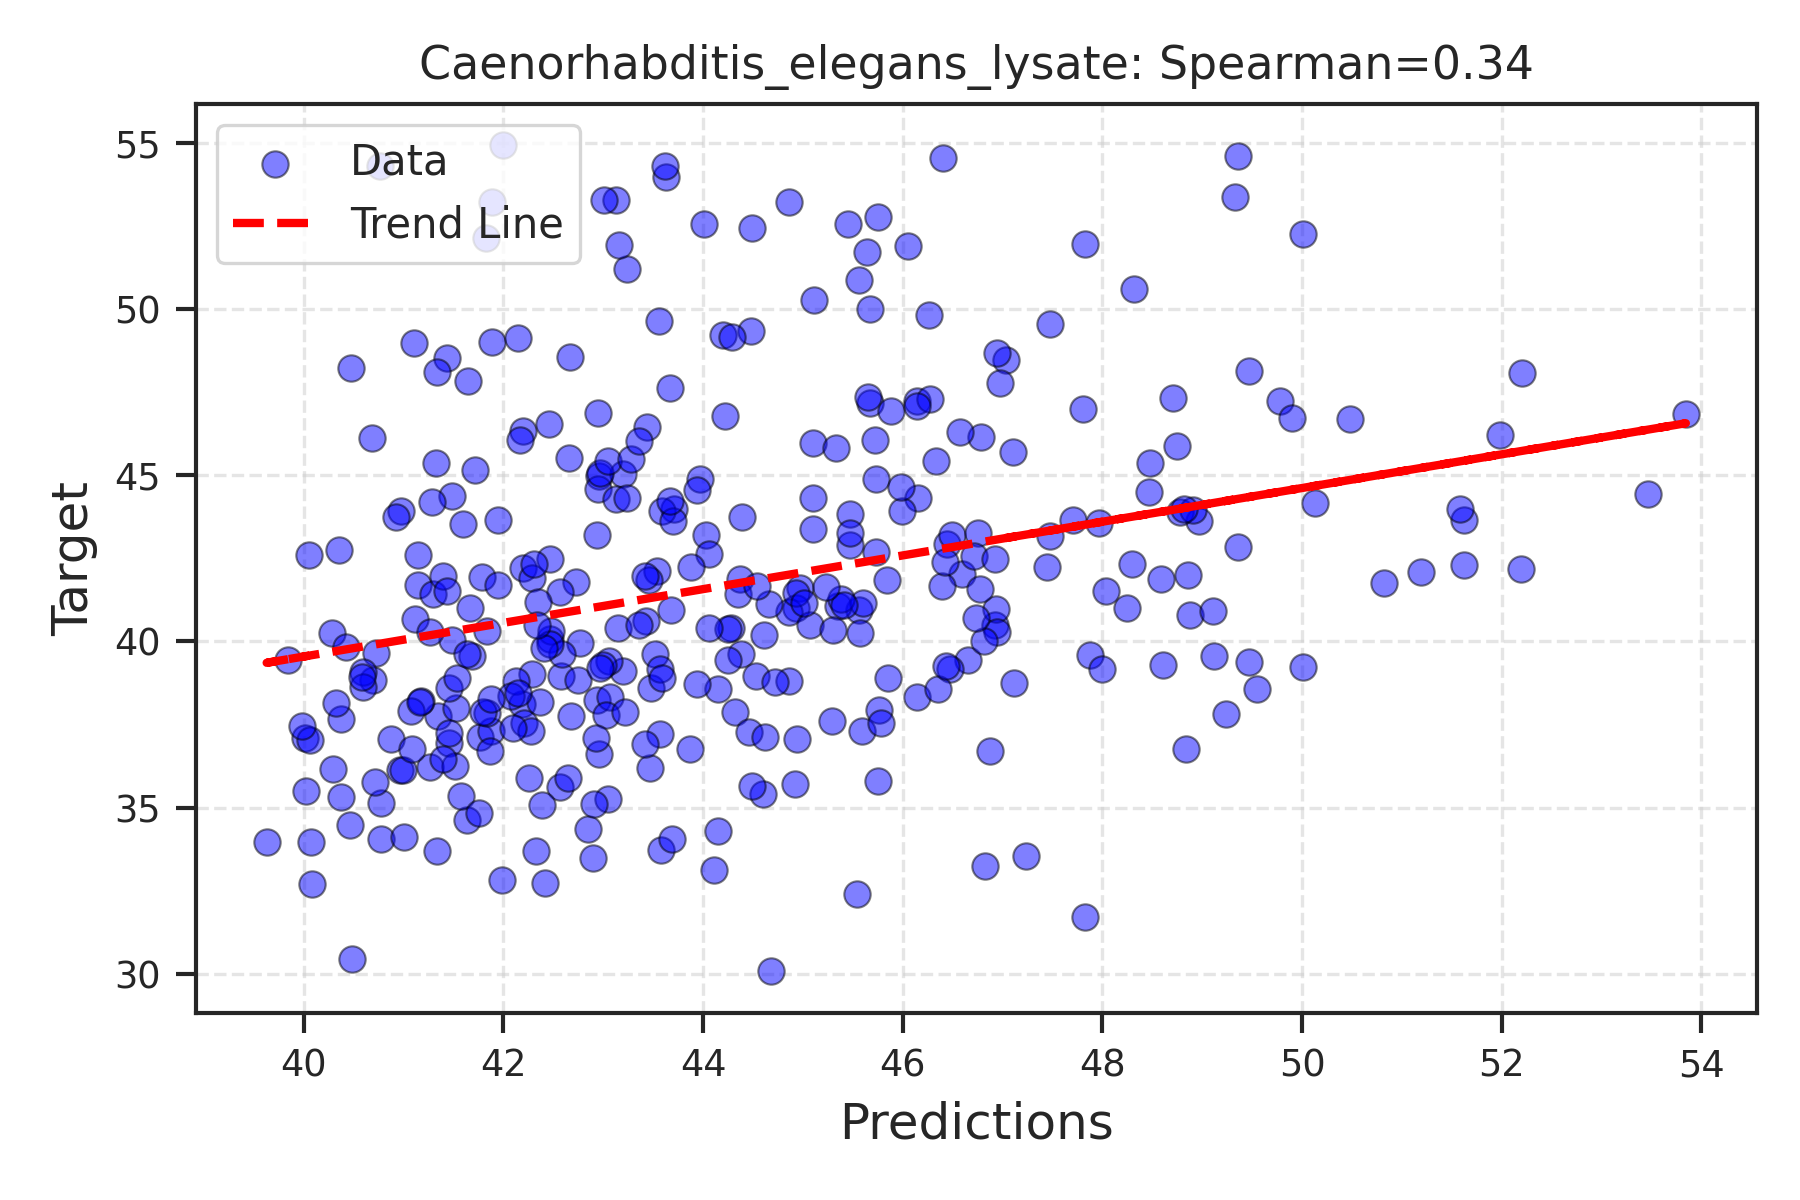 Caenorhabditis_elegans_lysate: Spearman=0.34
Data
Trend Line
55
50
45
40
35
30
Target
40 42 44 46 48 50 52 54
Predictions